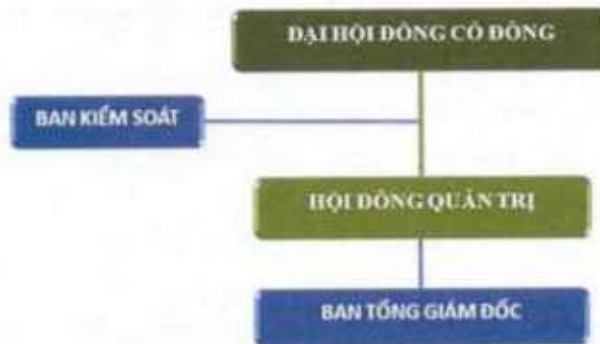 ĐẠI HỘI ĐỒNG CỔ ĐÔNG
BAN KIỂM SOÁT
HỘI ĐỒNG QUẢN TRỊ
BAN TỔNG GIÁM ĐỐC